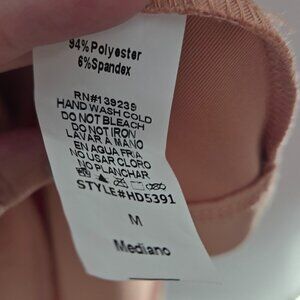 94% Polyester
6%Spandex
RN#139239
HAND WASH COLD
DO NOT BLEACH
DO NOT IRON
LAVAR A MANO
EN AGUA FRIA
NO USAR CLORO
NO PLANCHAR
STYLE#HD5391
M
Mediano